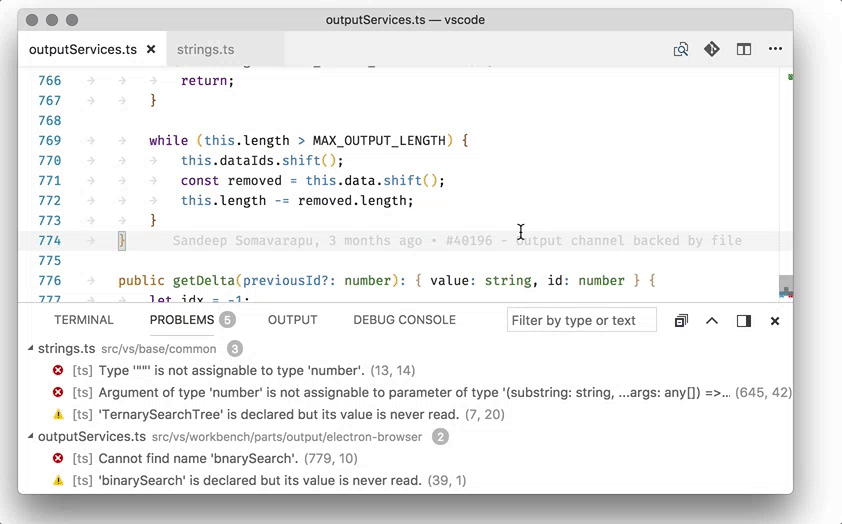 outputServices.ts — vscode
outputServices.ts
strings.ts
766 return;
767 }
768
769 while (this.length > MAX_OUTPUT_LENGTH) {
770 this.dataIds.shift();
771 const removed = this.data.shift();
772 this.length -= removed.length;
773 }
774 } Sandeep Somavarapu, 3 months ago • #40196 - output channel backed by file
775
776 public getDelta(previousId?: number): { value: string, id: number } {
777 let idx = -1;
TERMINAL PROBLEMS 5 OUTPUT DEBUG CONSOLE Filter by type or text
strings.ts src/vs/base/common 3
[ts] Type '""' is not assignable to type 'number'. (13, 14)
[ts] Argument of type 'number' is not assignable to parameter of type '(substring: string, ...args: any[]) =>... (645, 42)
[ts] 'TernarySearchTree' is declared but its value is never read. (7, 20)
outputServices.ts src/vs/workbench/parts/output/electron-browser 2
[ts] Cannot find name 'bnarySearch'. (779, 10)
[ts] 'binarySearch' is declared but its value is never read. (39, 1)